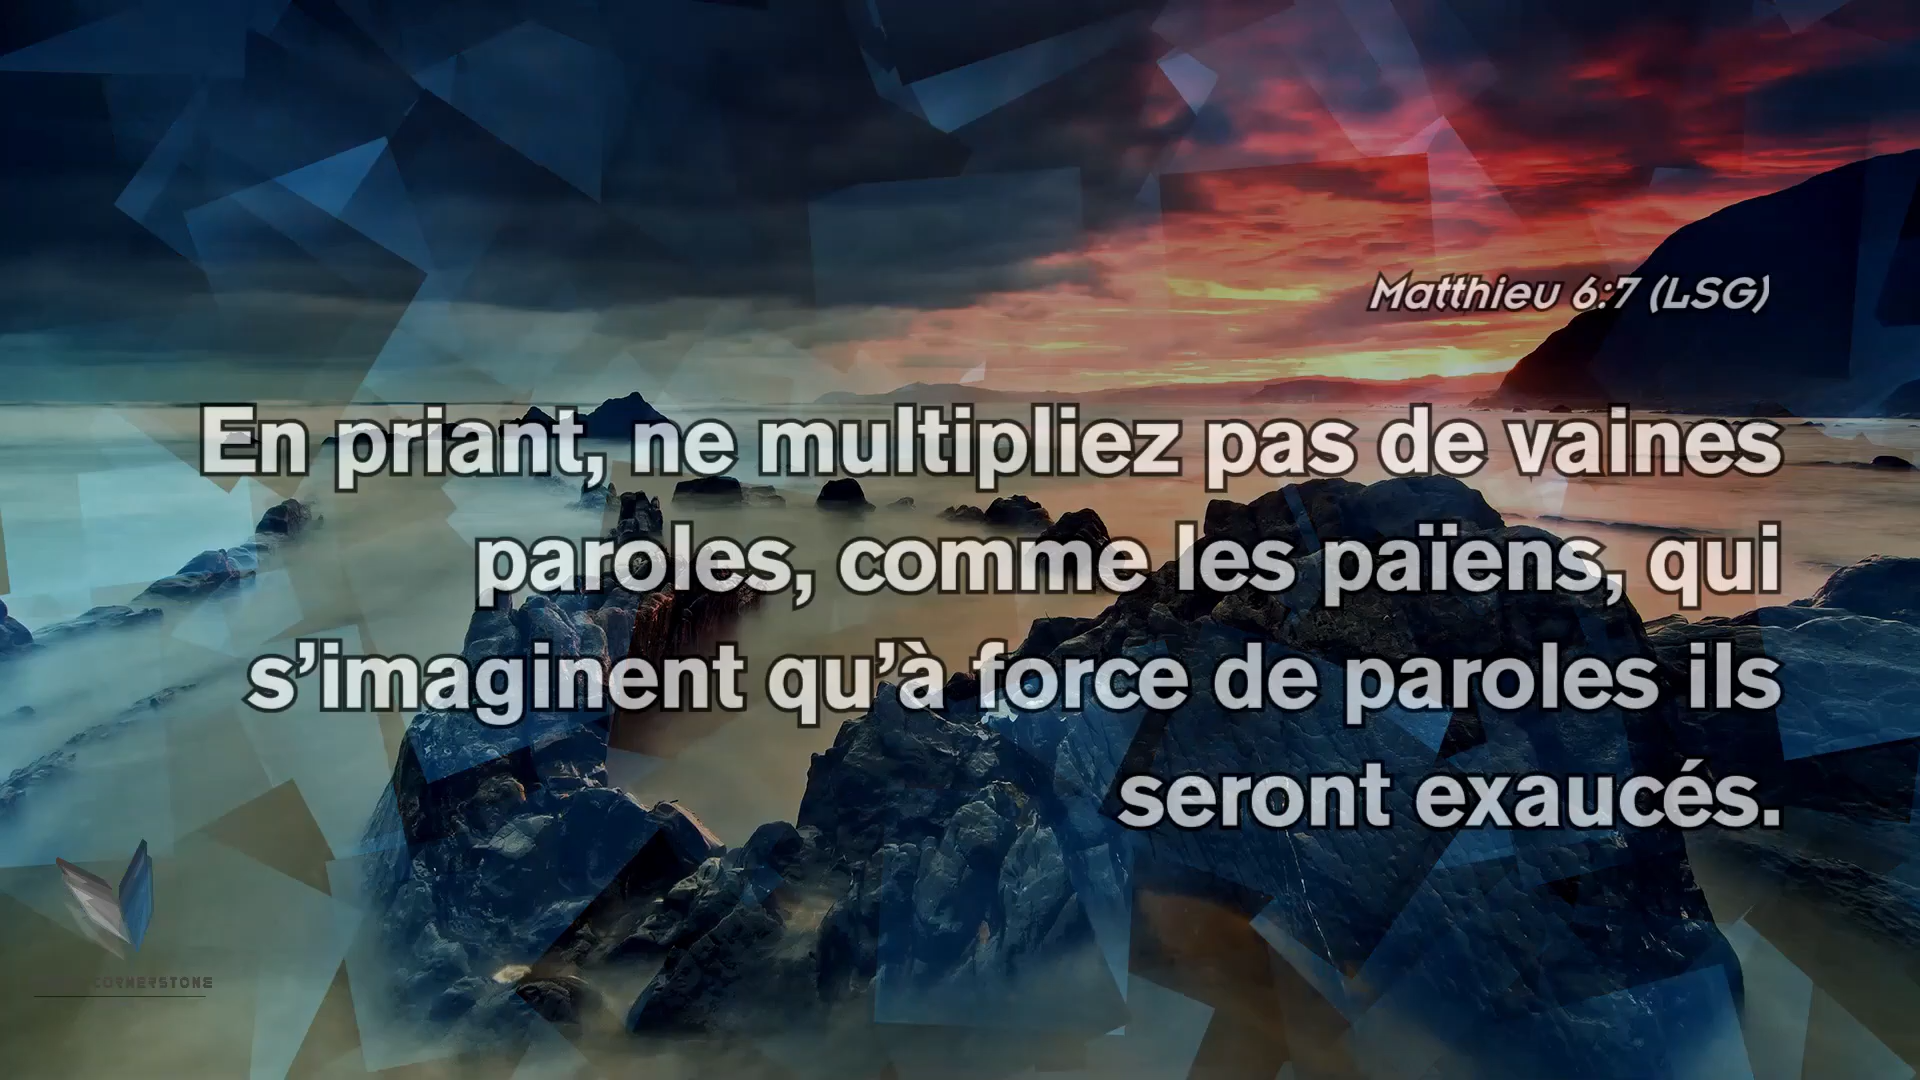 Matthieu 6:7 (LSG)
En priant, ne multipliez pas de vaines
paroles, comme les païens, qui
s’imaginent qu’à force de paroles ils
seront exaucés.
CORNERSTONE